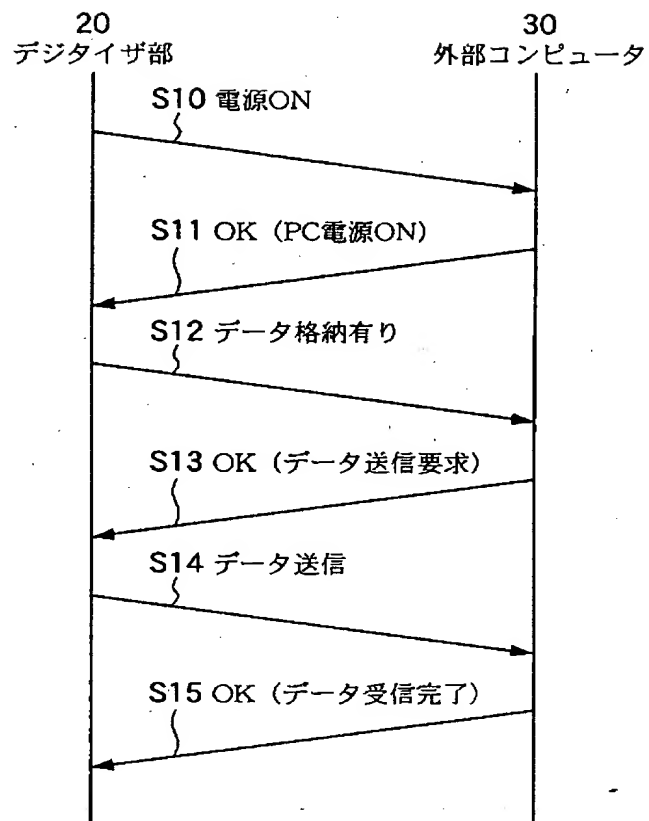 20
デジタイザ部
30
外部コンピュータ
S10 電源ON
S11 OK（PC電源ON）
S12 データ格納有り
S13 OK（データ送信要求）
S14 データ送信
S15 OK（データ受信完了）